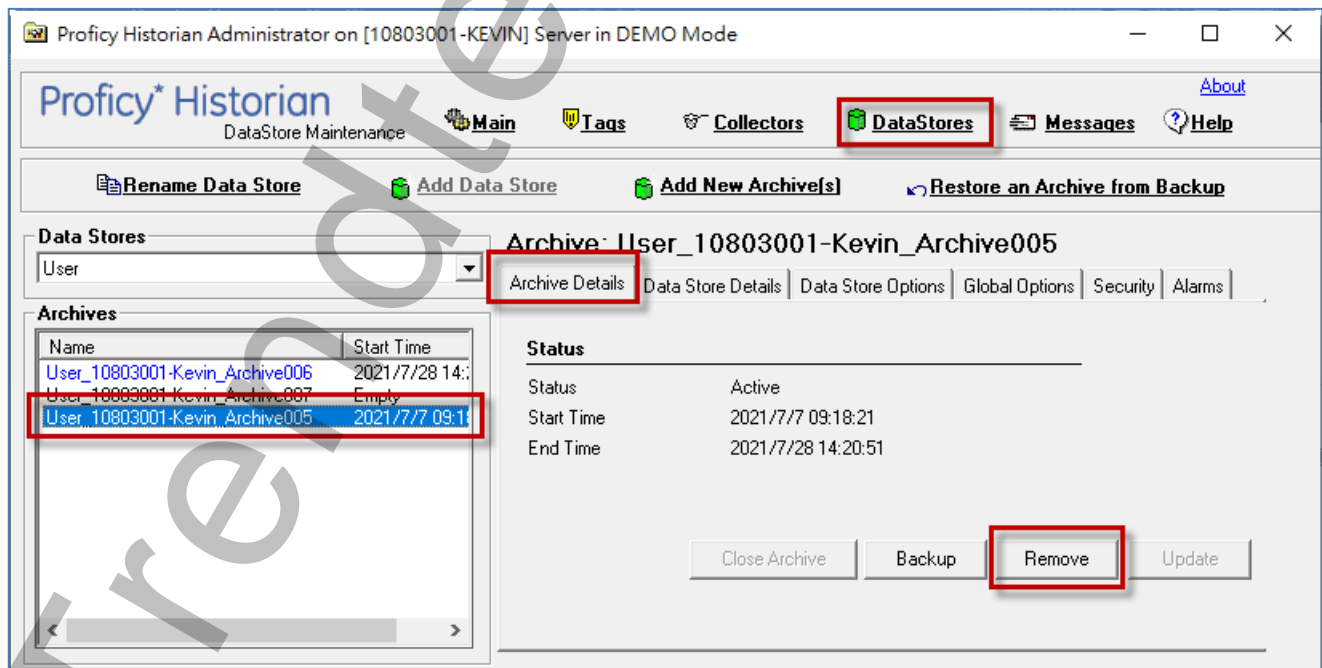 Proficy Historian Administrator on [10803001-KEVIN] Server in DEMO Mode
About
Proficy* Historian
DataStore Maintenance
Main Tags Collectors DataStores Messages Help
Rename Data Store Add Data Store Add New Archive(s) Restore an Archive from Backup
Data Stores
User
Archive: User_10803001-Kevin_Archive005
Archive Details Data Store Details Data Store Options Global Options Security Alarms
Archives
Name Start Time
User_10803001-Kevin_Archive006 2021/7/28 14:
User_10803001-Kevin_Archive007 Empty
User_10803001-Kevin_Archive005 2021/7/7 09:1
Status
Status Active
Start Time 2021/7/7 09:18:21
End Time 2021/7/28 14:20:51
Close Archive Backup Remove Update
Trendte